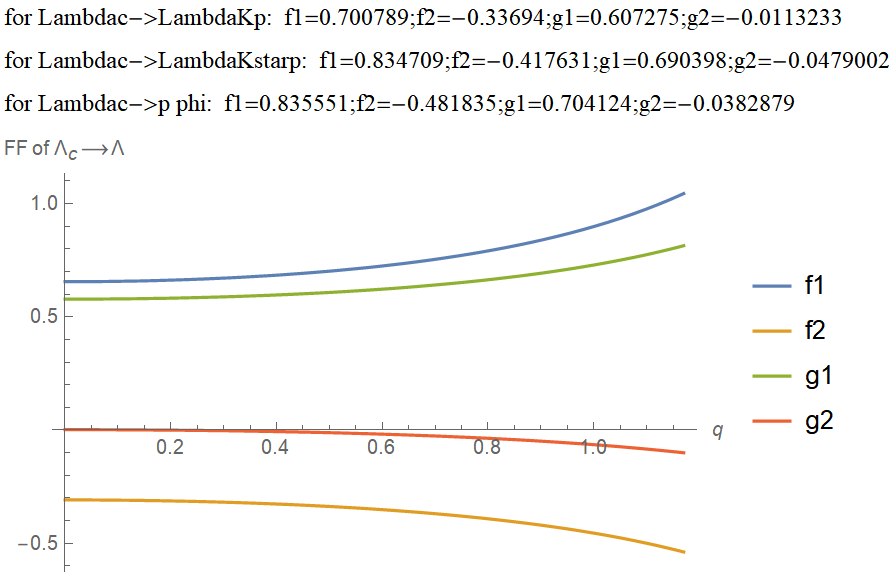 for Lambdac−>LambdaKp: f1=0.700789;f2=−0.33694;g1=0.607275;g2=−0.0113233
for Lambdac−>LambdaKstarp: f1=0.834709;f2=−0.417631;g1=0.690398;g2=−0.0479002
for Lambdac−>p phi: f1=0.835551;f2=−0.481835;g1=0.704124;g2=−0.0382879
FF of Λc⟶Λ
1.0
0.5
−0.5
0.2 0.4 0.6 0.8 1.0
q
f1
f2
g1
g2